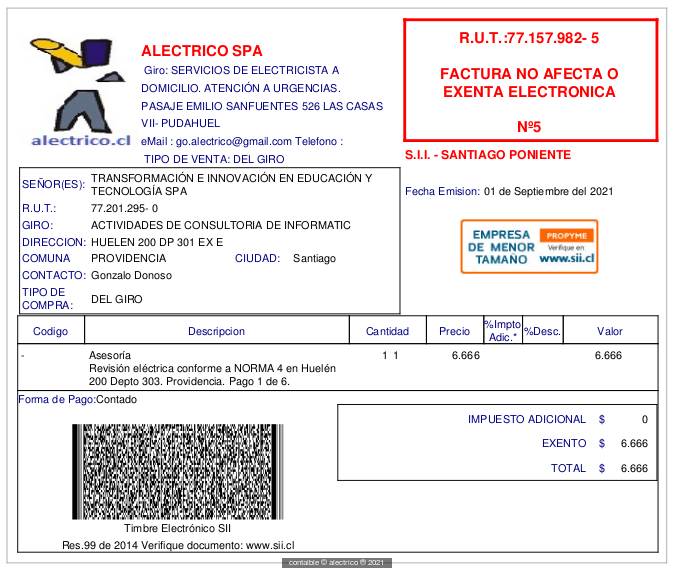 alectrico.cl
ALECTRICO SPA
Giro: SERVICIOS DE ELECTRICISTA A
DOMICILIO. ATENCIÓN A URGENCIAS.
PASAJE EMILIO SANFUENTES 526 LAS CASAS
VII- PUDAHUEL
eMail : go.alectrico@gmail.com Telefono :
TIPO DE VENTA: DEL GIRO
R.U.T.:77.157.982- 5
FACTURA NO AFECTA O
EXENTA ELECTRONICA
Nº5
S.I.I. - SANTIAGO PONIENTE
Fecha Emision: 01 de Septiembre del 2021
SEÑOR(ES): TRANSFORMACIÓN E INNOVACIÓN EN EDUCACIÓN Y
TECNOLOGÍA SPA
R.U.T.: 77.201.295- 0
GIRO: ACTIVIDADES DE CONSULTORIA DE INFORMATIC
DIRECCION: HUELEN 200 DP 301 EX E
COMUNA PROVIDENCIA CIUDAD: Santiago
CONTACTO: Gonzalo Donoso
TIPO DE
COMPRA: DEL GIRO
EMPRESA
DE MENOR
TAMAÑO
PROPYME
Verifique en:
www.sii.cl
Codigo Descripcion Cantidad Precio %Impto Adic.* %Desc. Valor
- Asesoría 1 1 6.666 6.666
Revisión eléctrica conforme a NORMA 4 en Huelén
200 Depto 303. Providencia. Pago 1 de 6.
Forma de Pago:Contado
IMPUESTO ADICIONAL $ 0
EXENTO $ 6.666
TOTAL $ 6.666
Timbre Electrónico SII
Res.99 de 2014 Verifique documento: www.sii.cl
contaible © alectrico ® 2021